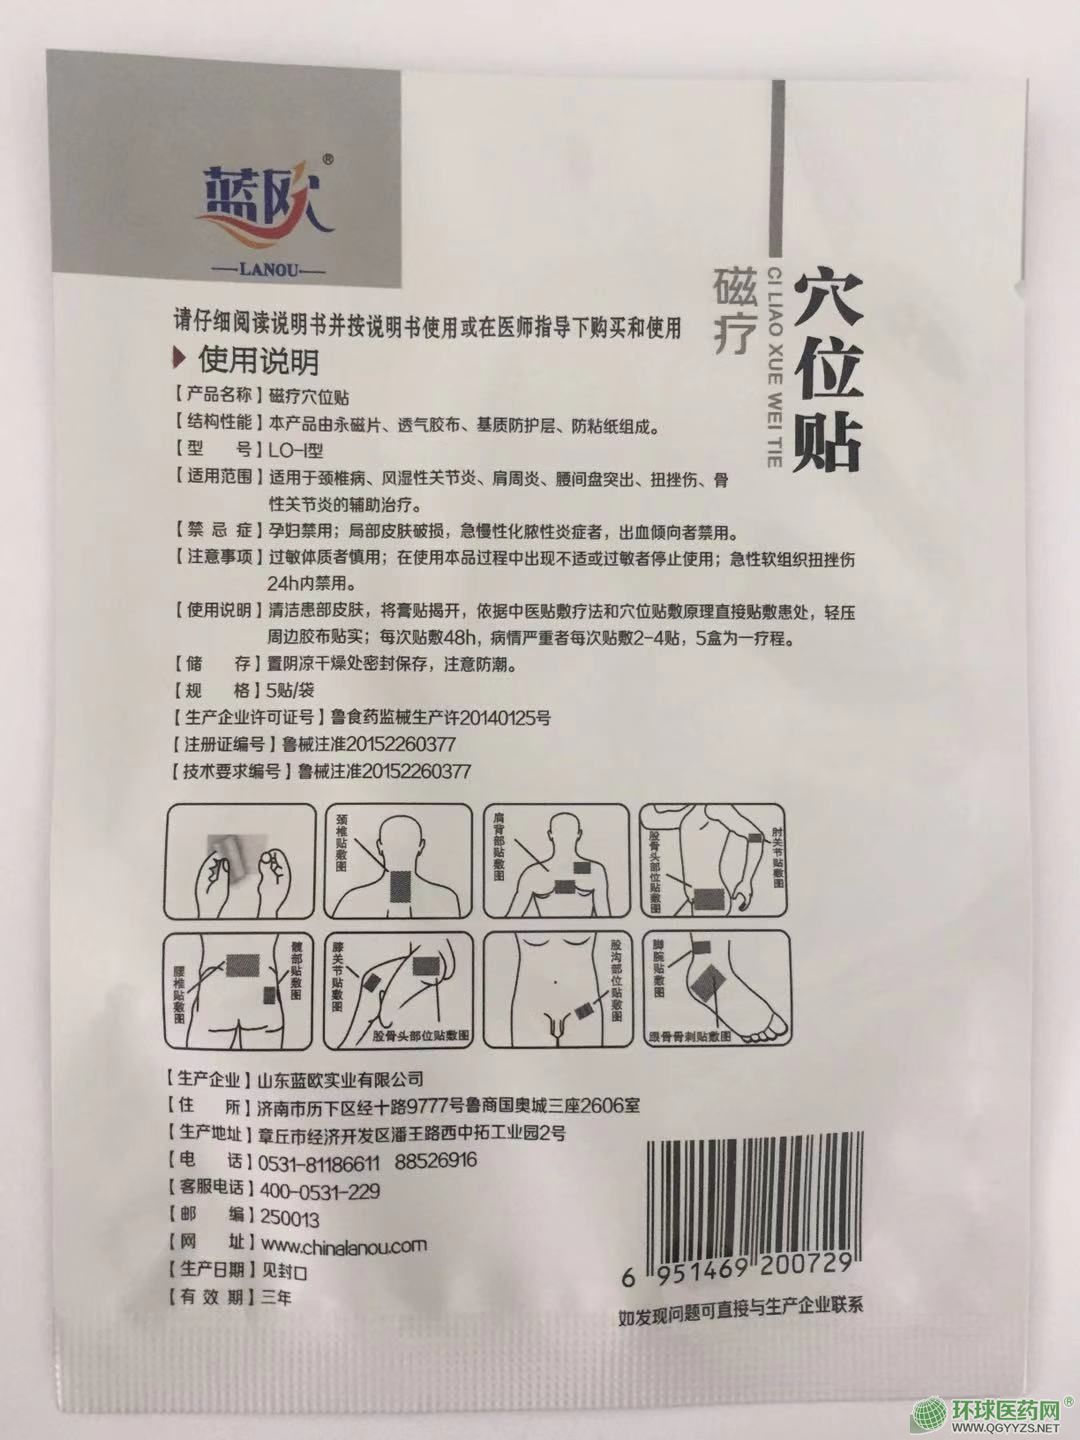 蓝欧®
LANOU
磁疗
CI LIAO XUE WEI TIE
穴位贴
请仔细阅读说明书并按说明书使用或在医师指导下购买和使用
使用说明
【产品名称】磁疗穴位贴
【结构性能】本产品由永磁片、透气胶布、基质防护层、防粘纸组成。
【型 号】LO-I型
【适用范围】适用于颈椎病、风湿性关节炎、肩周炎、腰间盘突出、扭挫伤、骨
性关节炎的辅助治疗。
【禁忌症】孕妇禁用；局部皮肤破损，急慢性化脓性炎症者，出血倾向者禁用。
【注意事项】过敏体质者慎用；在使用本品过程中出现不适或过敏者停止使用；急性软组织扭挫伤
24h内禁用。
【使用说明】清洁患部皮肤，将膏贴揭开，依据中医贴敷疗法和穴位贴敷原理直接贴敷患处，轻压
周边胶布贴实；每次贴敷48h，病情严重者每次贴敷2-4贴，5盒为一疗程。
【储 存】置阴凉干燥处密封保存，注意防潮。
【规 格】5贴/袋
【生产企业许可证号】鲁食药监械生产许20140125号
【注册证编号】鲁械注准20152260377
【技术要求编号】鲁械注准20152260377
颈椎贴敷图
肩背部贴敷图
股骨头部位贴敷图
肘关节贴敷图
腰椎贴敷图
髋部贴敷图
膝关节贴敷图
股骨头部位贴敷图
股沟部位贴敷图
脚腕贴敷图
跟骨骨刺贴敷图
【生产企业】山东蓝欧实业有限公司
【住 所】济南市历下区经十路9777号鲁商国奥城三座2606室
【生产地址】章丘市经济开发区潘王路西中拓工业园2号
【电 话】0531-81186611 88526916
【客服电话】400-0531-229
【邮 编】250013
【网 址】www.chinalanou.com
【生产日期】见封口
【有效期】三年
6 951469 200729
如发现问题可直接与生产企业联系
环球医药网®
WWW.QGYYZS.NET